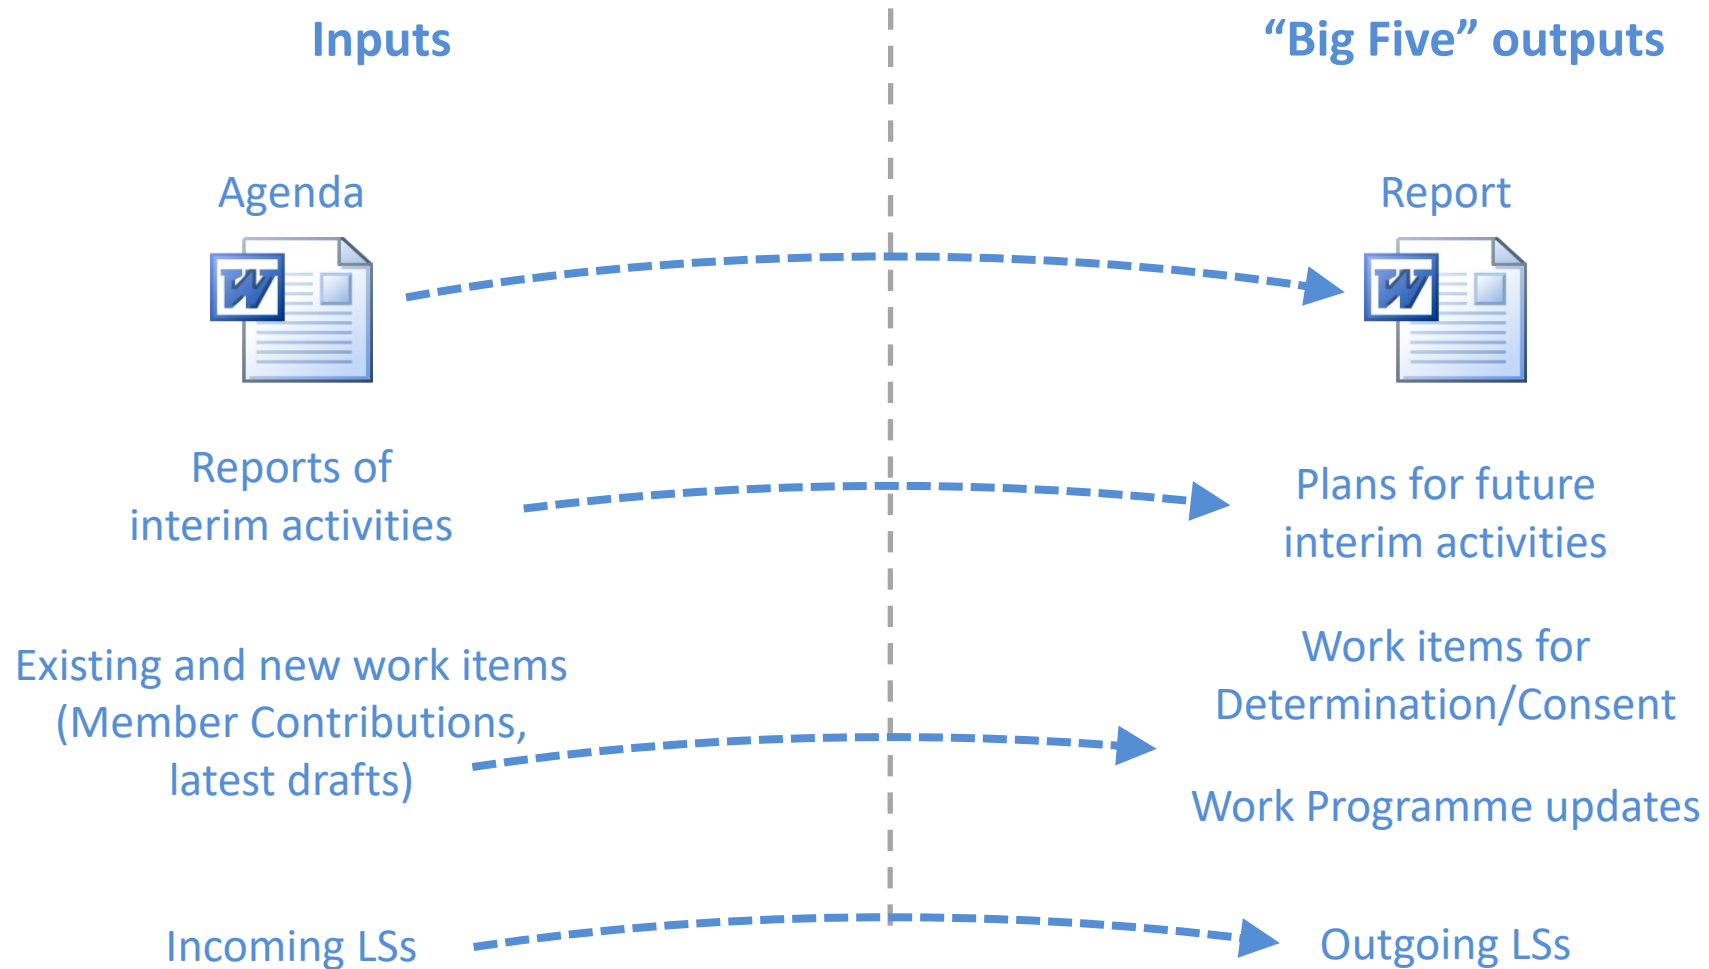 Inputs
“Big Five” outputs
Agenda
Report
W
W
Reports of
interim activities
Plans for future
interim activities
Existing and new work items
(Member Contributions,
latest drafts)
Work items for
Determination/Consent
Work Programme updates
Incoming LSs
Outgoing LSs